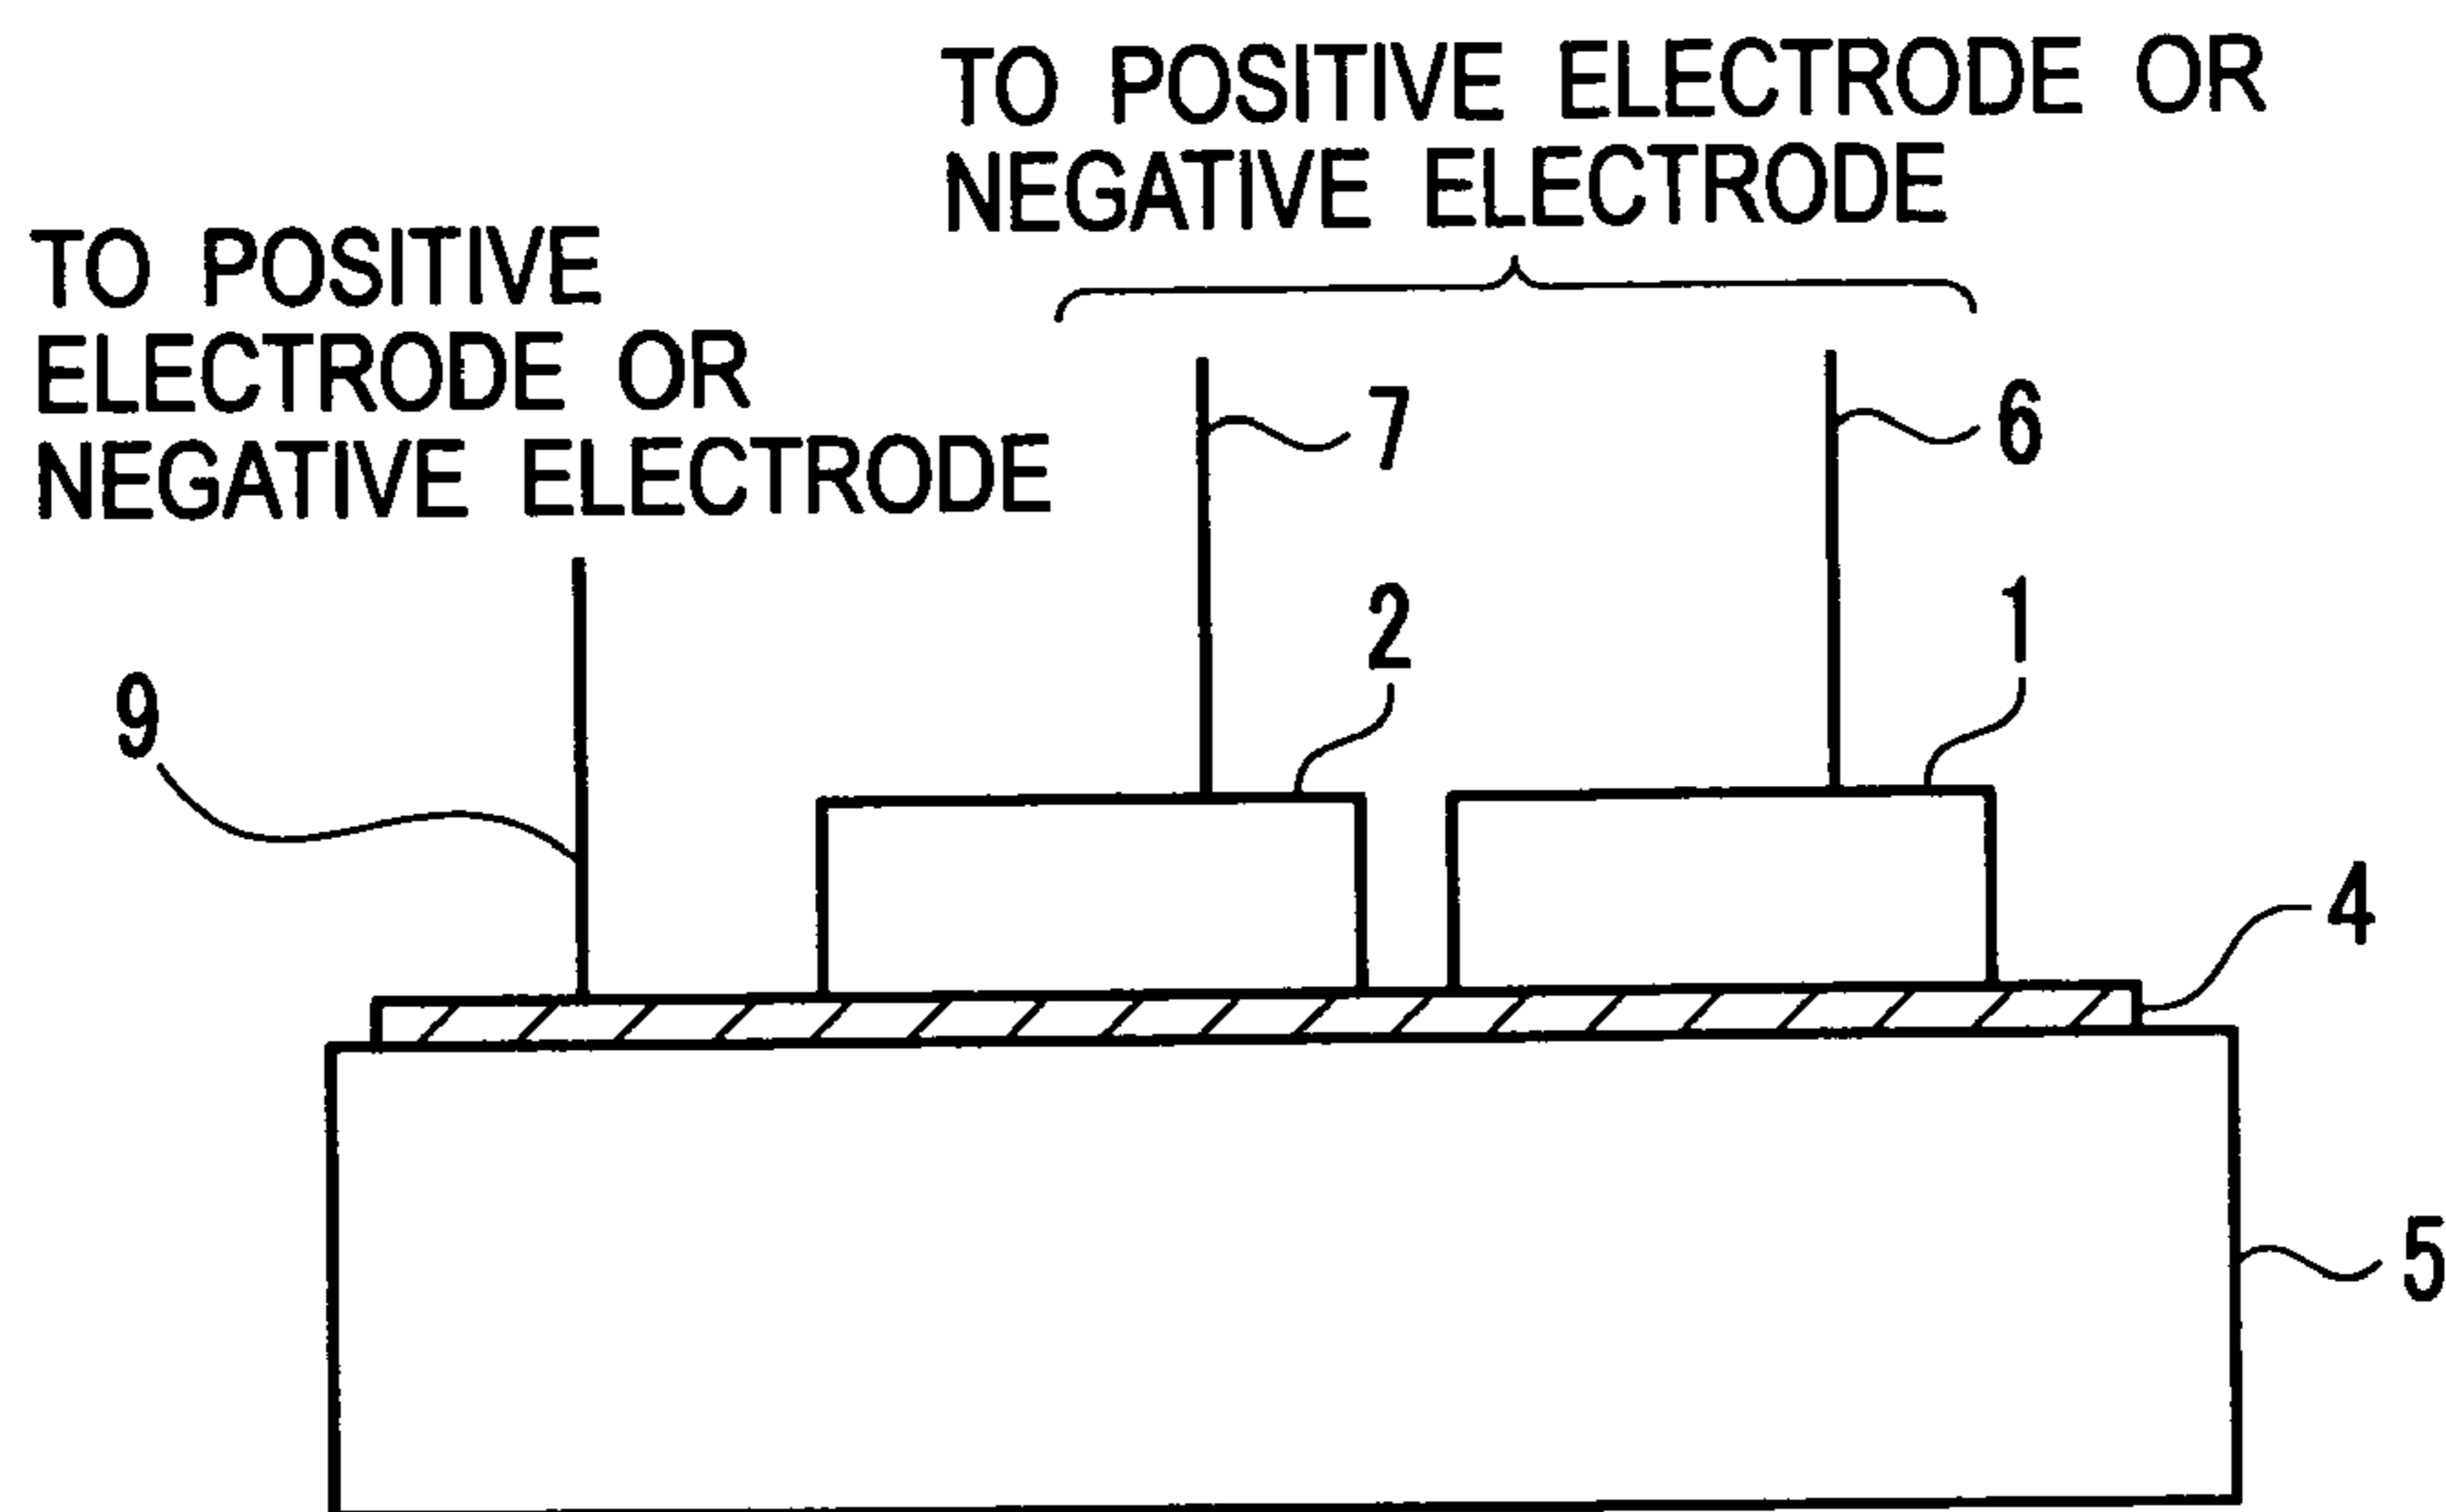 TO POSITIVE ELECTRODE OR
NEGATIVE ELECTRODE
TO POSITIVE
ELECTRODE OR
NEGATIVE ELECTRODE
7
6
2
1
9
4
5